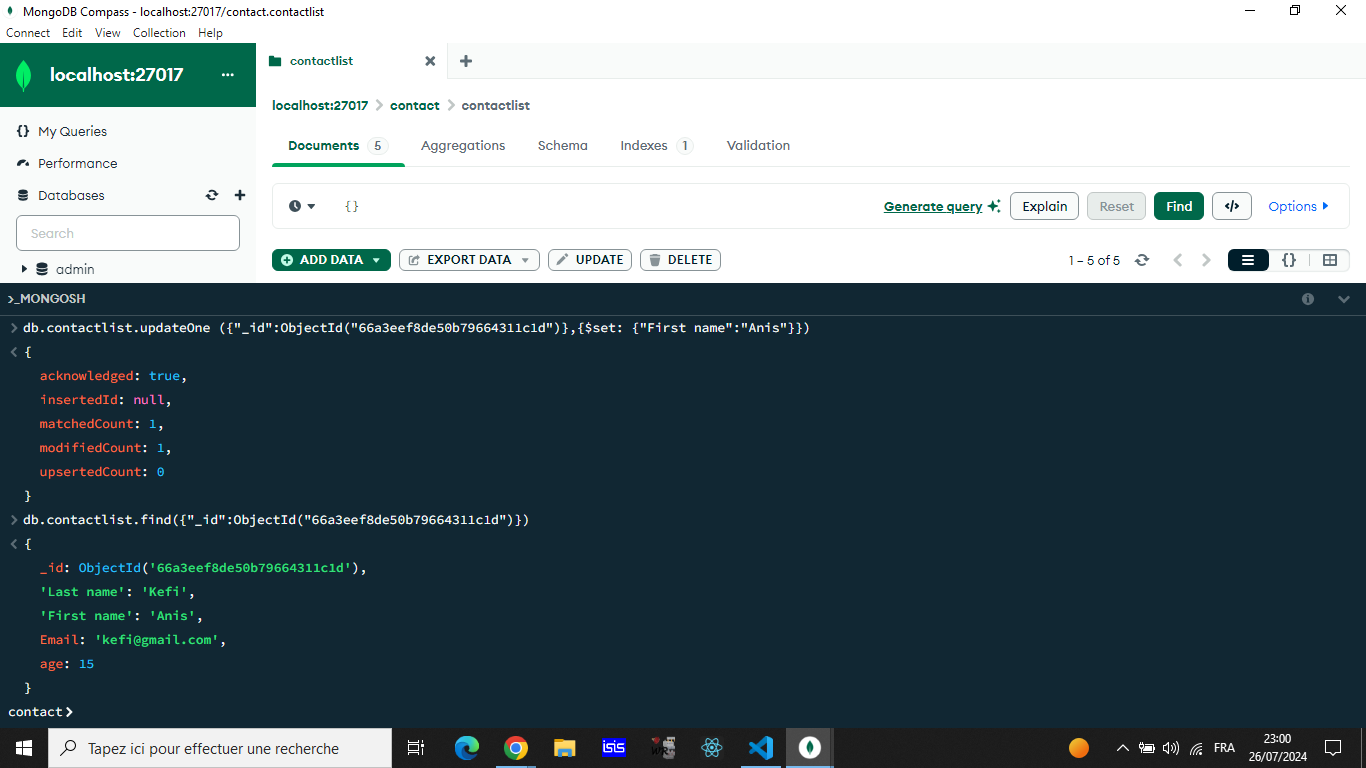 MongoDB Compass - localhost:27017/contact.contactlist
Connect Edit View Collection Help
localhost:27017 ...
contactlist
localhost:27017 > contact > contactlist
My Queries
Performance
Databases
Search
admin
Documents 5 Aggregations Schema Indexes 1 Validation
{} Generate query Explain Reset Find </> Options
ADD DATA EXPORT DATA UPDATE DELETE 1 – 5 of 5 {}
>_MONGOSH
> db.contactlist.updateOne ({"_id":ObjectId("66a3eef8de50b79664311c1d")},{$set: {"First name":"Anis"}})
< {
acknowledged: true,
insertedId: null,
matchedCount: 1,
modifiedCount: 1,
upsertedCount: 0
}
> db.contactlist.find({"_id":ObjectId("66a3eef8de50b79664311c1d")})
< {
_id: ObjectId('66a3eef8de50b79664311c1d'),
'Last name': 'Kefi',
'First name': 'Anis',
Email: 'kefi@gmail.com',
age: 15
}
contact>
Tapez ici pour effectuer une recherche
isis
FRA
23:00
26/07/2024